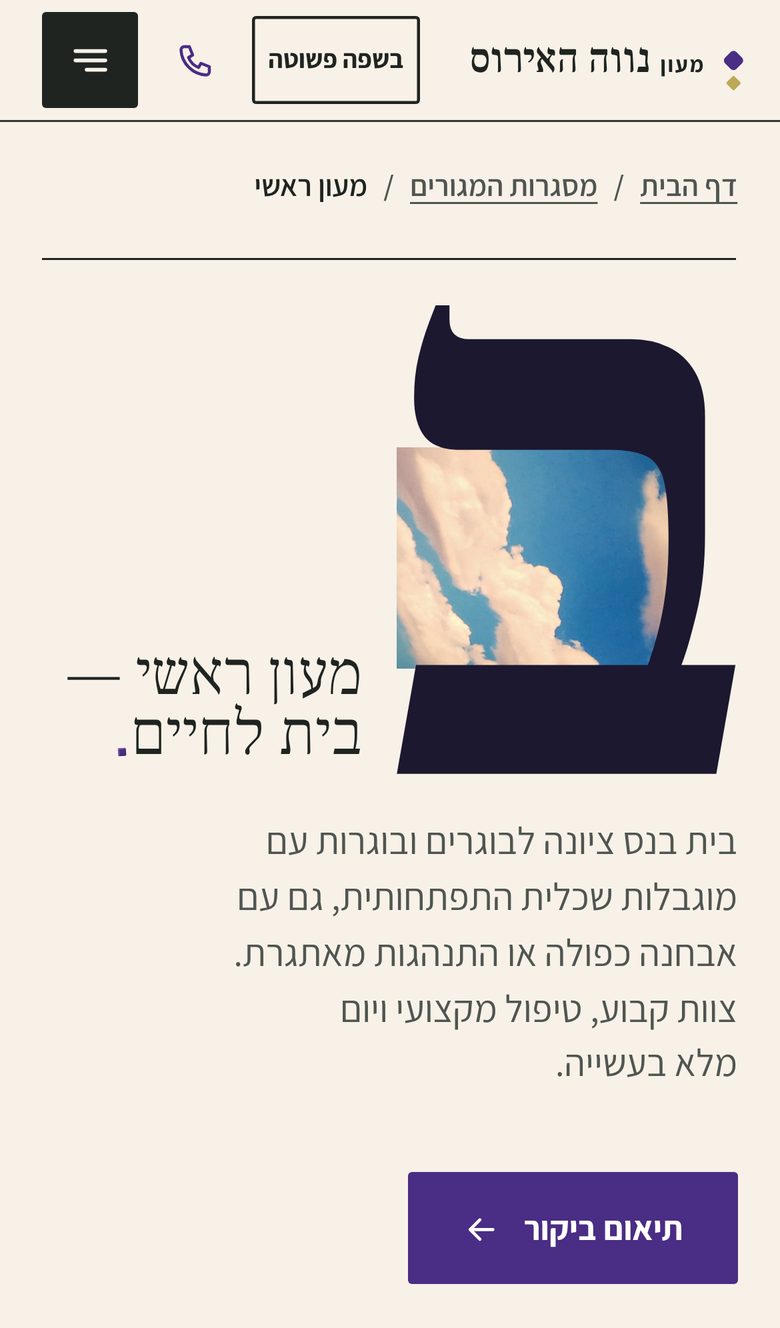 מעון נווה האירוס
בשפה פשוטה
דף הבית / מסגרות המגורים / מעון ראשי
ב
מעון ראשי —
בית לחיים.
בית בנס ציונה לבוגרים ובוגרות עם
מוגבלות שכלית התפתחותית, גם עם
אבחנה כפולה או התנהגות מאתגרת.
צוות קבוע, טיפול מקצועי ויום
מלא בעשייה.
תיאום ביקור ←